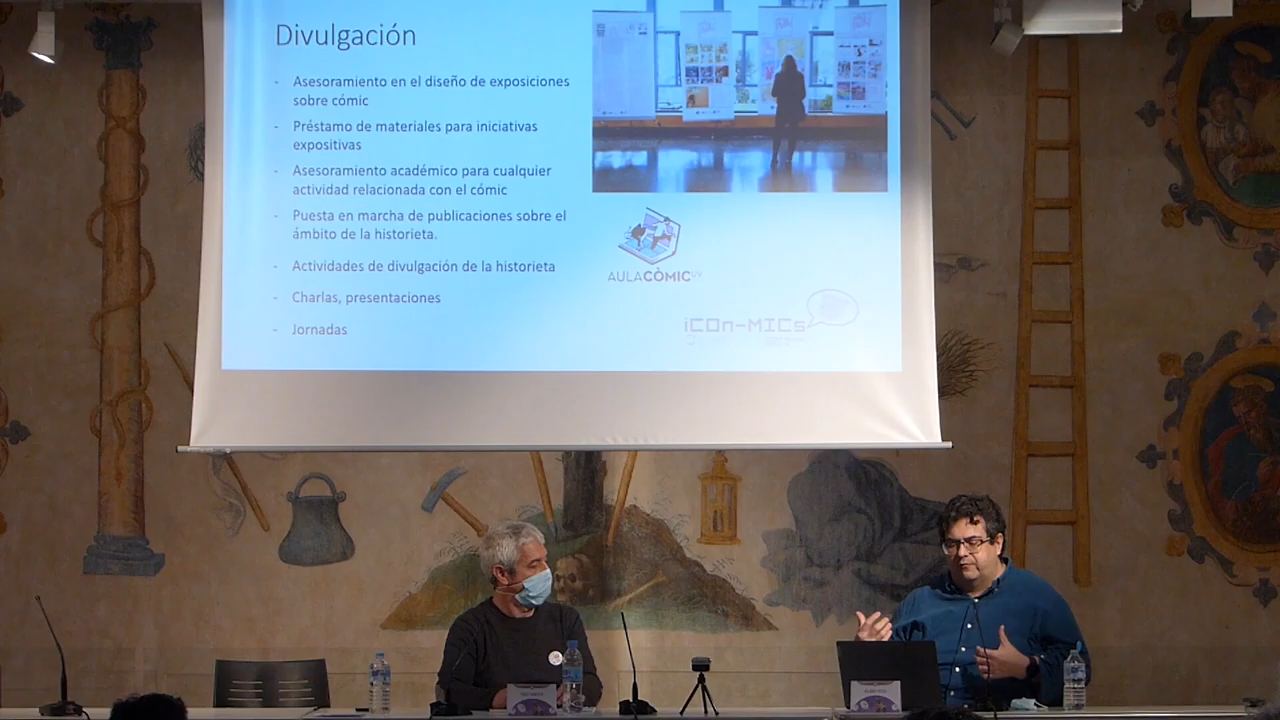 Divulgación
- Asesoramiento en el diseño de exposiciones
sobre cómic
- Préstamo de materiales para iniciativas
expositivas
- Asesoramiento académico para cualquier
actividad relacionada con el cómic
- Puesta en marcha de publicaciones sobre el
ámbito de la historieta.
- Actividades de divulgación de la historieta
- Charlas, presentaciones
- Jornadas
AULACÒMIC UV
iCOn-MICs